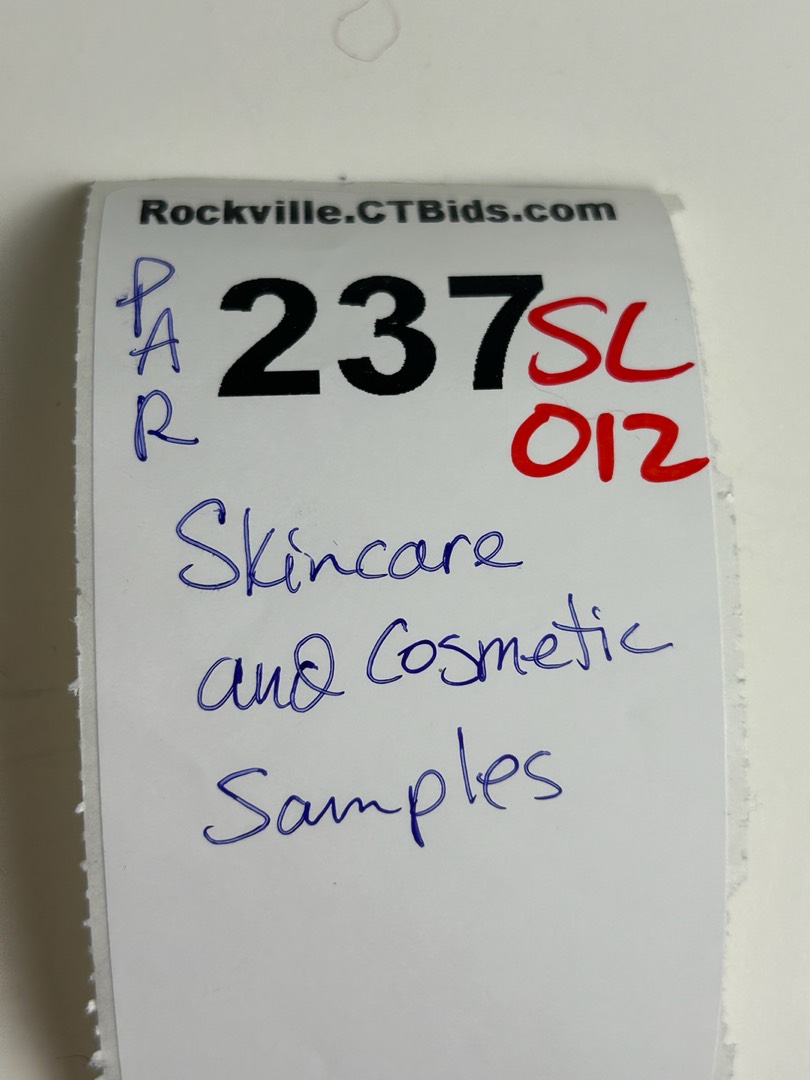 Rockville.CTBids.com
PAR
237 SL
012
Skincare
and Cosmetic
Samples